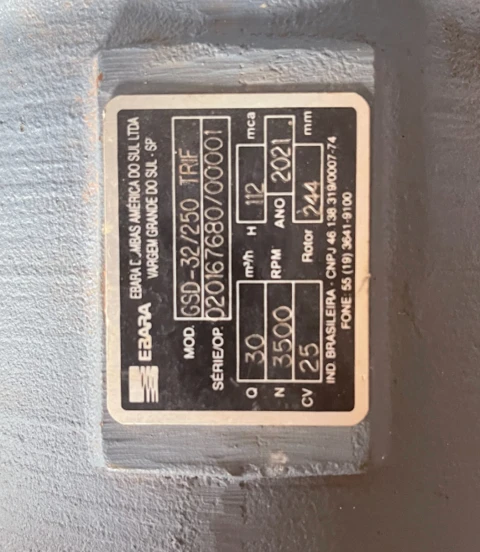 EBARA
EBARA BOMBAS AMÉRICA DO SUL LTDA
VARGEM GRANDE DO SUL - SP
MOD. GSD-32/250 TRIF
SÉRIE/OP. 020167680/00001
Q 30 m³/h H 112 mca
N 3500 RPM ANO 2021
CV 25 Rotor 244 mm
IND. BRASILEIRA - CNPJ 46 138 319/0007-74
FONE: 55 (19) 3641-9100